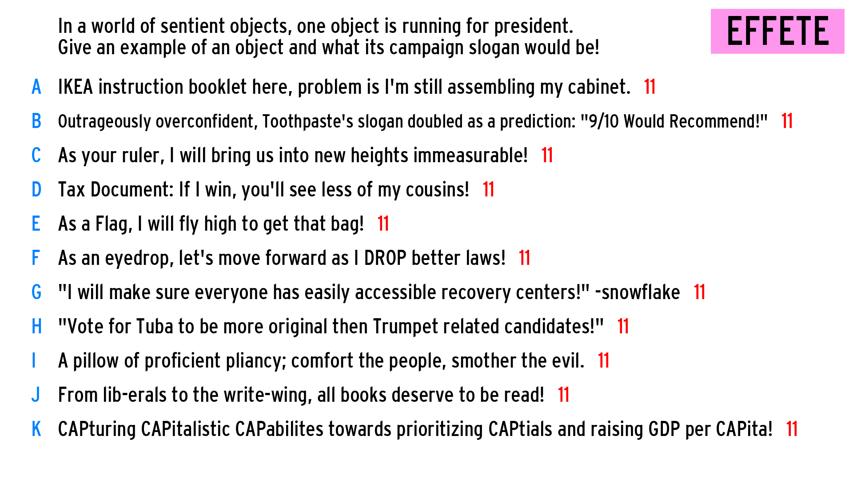 In a world of sentient objects, one object is running for president.
Give an example of an object and what its campaign slogan would be!
EFFETE
A IKEA instruction booklet here, problem is I'm still assembling my cabinet. 11
B Outrageously overconfident, Toothpaste's slogan doubled as a prediction: "9/10 Would Recommend!" 11
C As your ruler, I will bring us into new heights immeasurable! 11
D Tax Document: If I win, you'll see less of my cousins! 11
E As a Flag, I will fly high to get that bag! 11
F As an eyedrop, let's move forward as I DROP better laws! 11
G "I will make sure everyone has easily accessible recovery centers!" -snowflake 11
H "Vote for Tuba to be more original then Trumpet related candidates!" 11
I A pillow of proficient pliancy; comfort the people, smother the evil. 11
J From lib-erals to the write-wing, all books deserve to be read! 11
K CAPturing CAPitalistic CAPabilites towards prioritizing CAPtials and raising GDP per CAPita! 11